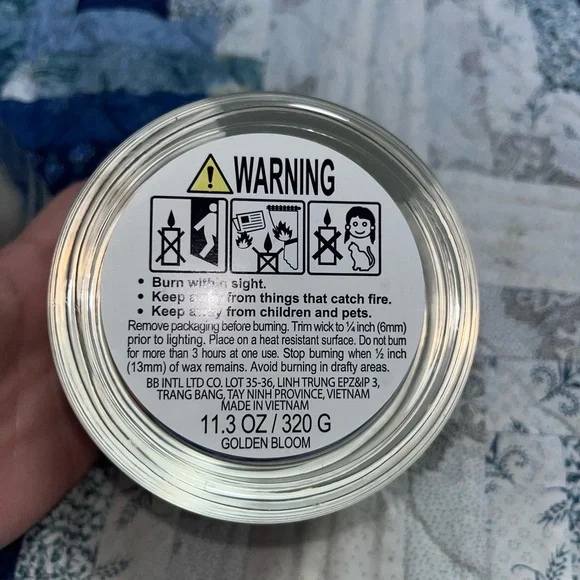 WARNING
• Burn within sight.
• Keep away from things that catch fire.
• Keep away from children and pets.
Remove packaging before burning. Trim wick to ¼ inch (6mm)
prior to lighting. Place on a heat resistant surface. Do not burn
for more than 3 hours at one use. Stop burning when ½ inch
(13mm) of wax remains. Avoid burning in drafty areas.
BB INTL LTD CO. LOT 35-36, LINH TRUNG EPZ&IP 3,
TRANG BANG, TAY NINH PROVINCE, VIETNAM
MADE IN VIETNAM
11.3 OZ / 320 G
GOLDEN BLOOM